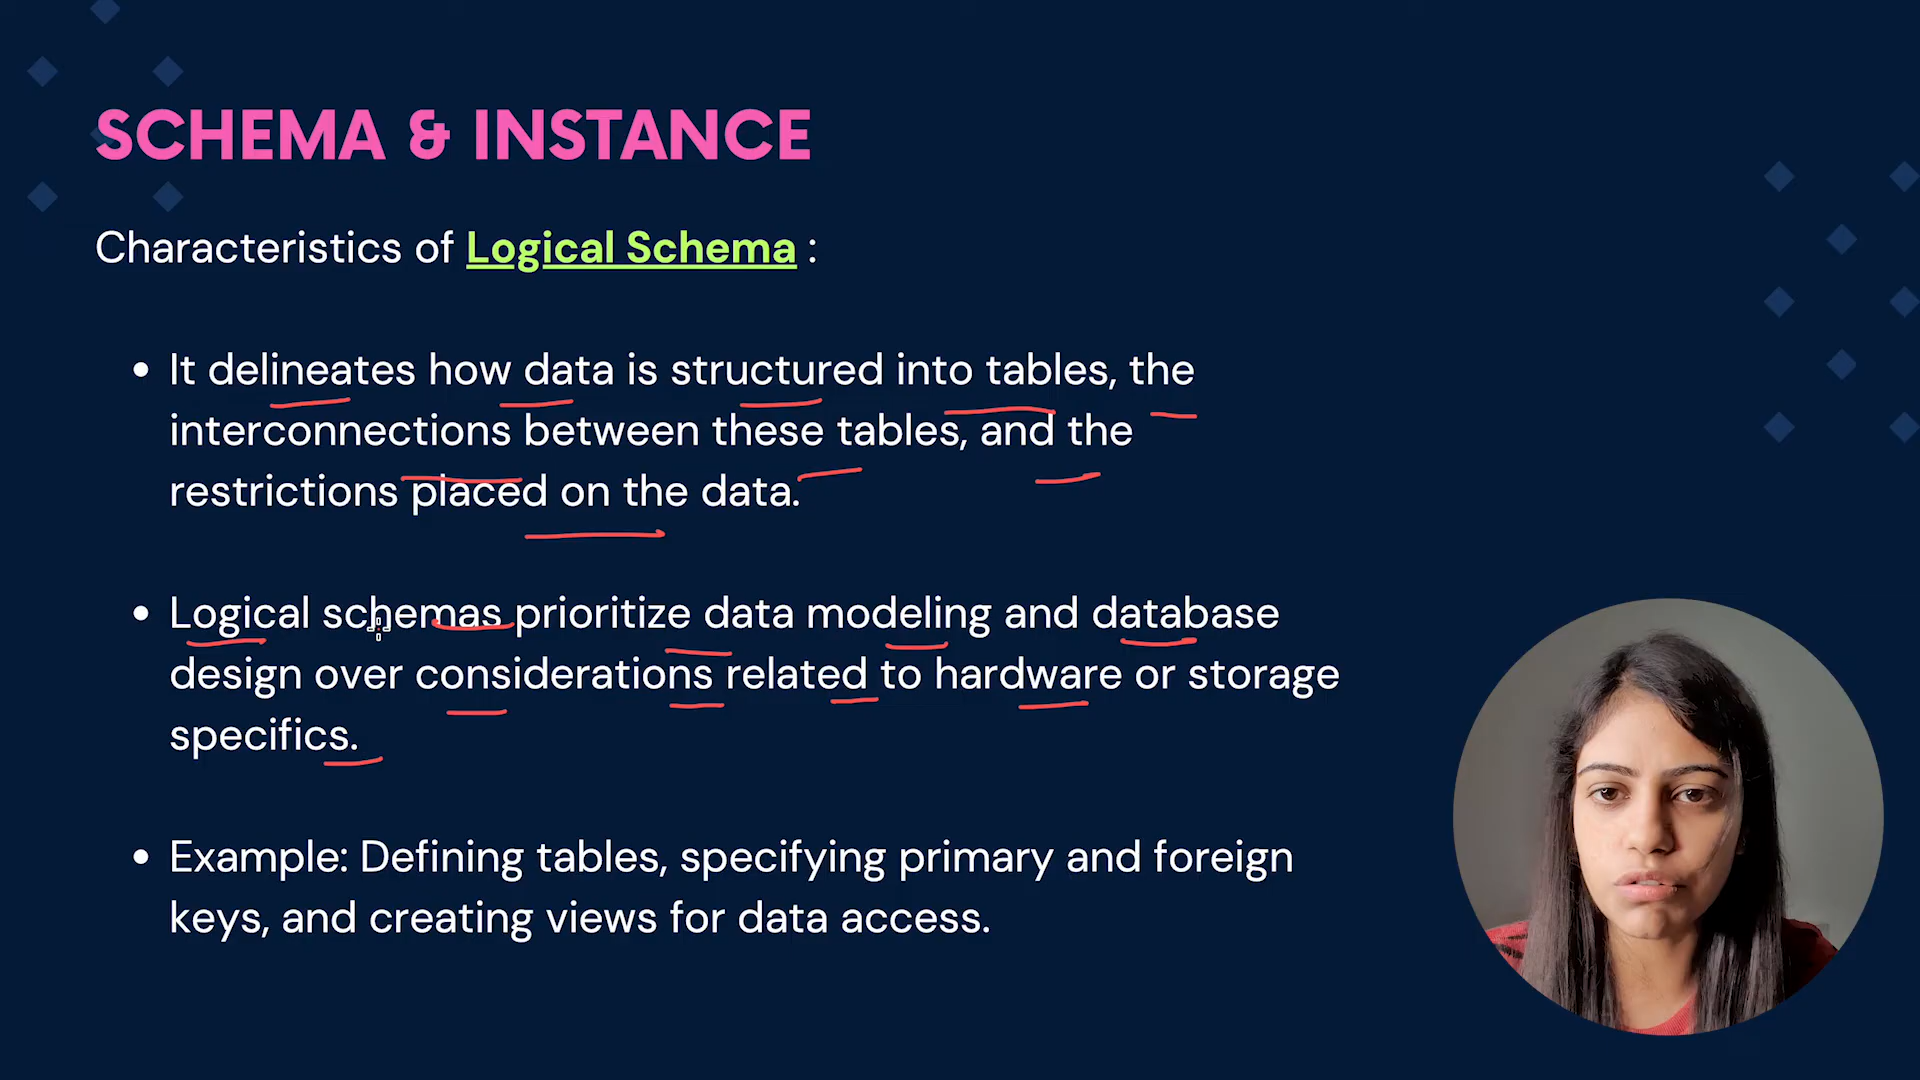 SCHEMA & INSTANCE
Characteristics of Logical Schema :
• It delineates how data is structured into tables, the
interconnections between these tables, and the
restrictions placed on the data.
• Logical schemas prioritize data modeling and database
design over considerations related to hardware or storage
specifics.
• Example: Defining tables, specifying primary and foreign
keys, and creating views for data access.